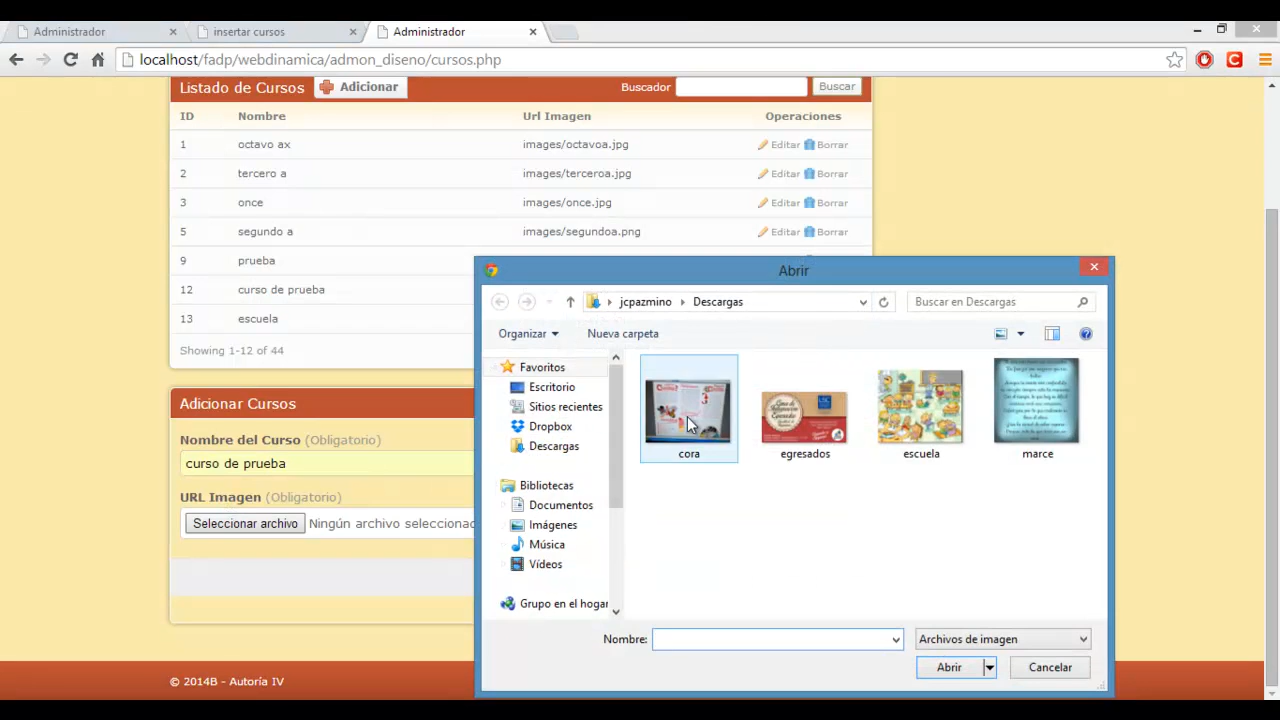 Administrador
insertar cursos
Administrador
localhost/fadp/webdinamica/admon_diseno/cursos.php
Listado de Cursos Adicionar Buscador Buscar
ID Nombre Url Imagen Operaciones
1 octavo ax images/octavoa.jpg Editar Borrar
2 tercero a images/terceroa.jpg Editar Borrar
3 once images/once.jpg Editar Borrar
5 segundo a images/segundoa.png Editar Borrar
9 prueba
12 curso de prueba
13 escuela
Showing 1-12 of 44
Adicionar Cursos
Nombre del Curso (Obligatorio)
curso de prueba
URL Imagen (Obligatorio)
Seleccionar archivo Ningún archivo seleccionad
© 2014B - Autoría IV
Abrir
jcpazmino Descargas
Buscar en Descargas
Organizar Nueva carpeta
Favoritos
Escritorio
Sitios recientes
Dropbox
Descargas
Bibliotecas
Documentos
Imágenes
Música
Vídeos
Grupo en el hogar
cora egresados escuela marce
Nombre: Archivos de imagen
Abrir Cancelar